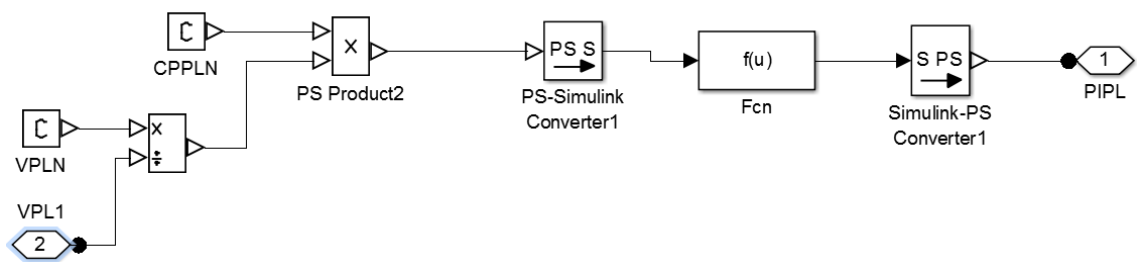 C
CPPLN
×
PS Product2
PS S
PS-Simulink
Converter1
f(u)
Fcn
S PS
Simulink-PS
Converter1
1
PIPL
C
VPLN
×
÷
VPL1
2